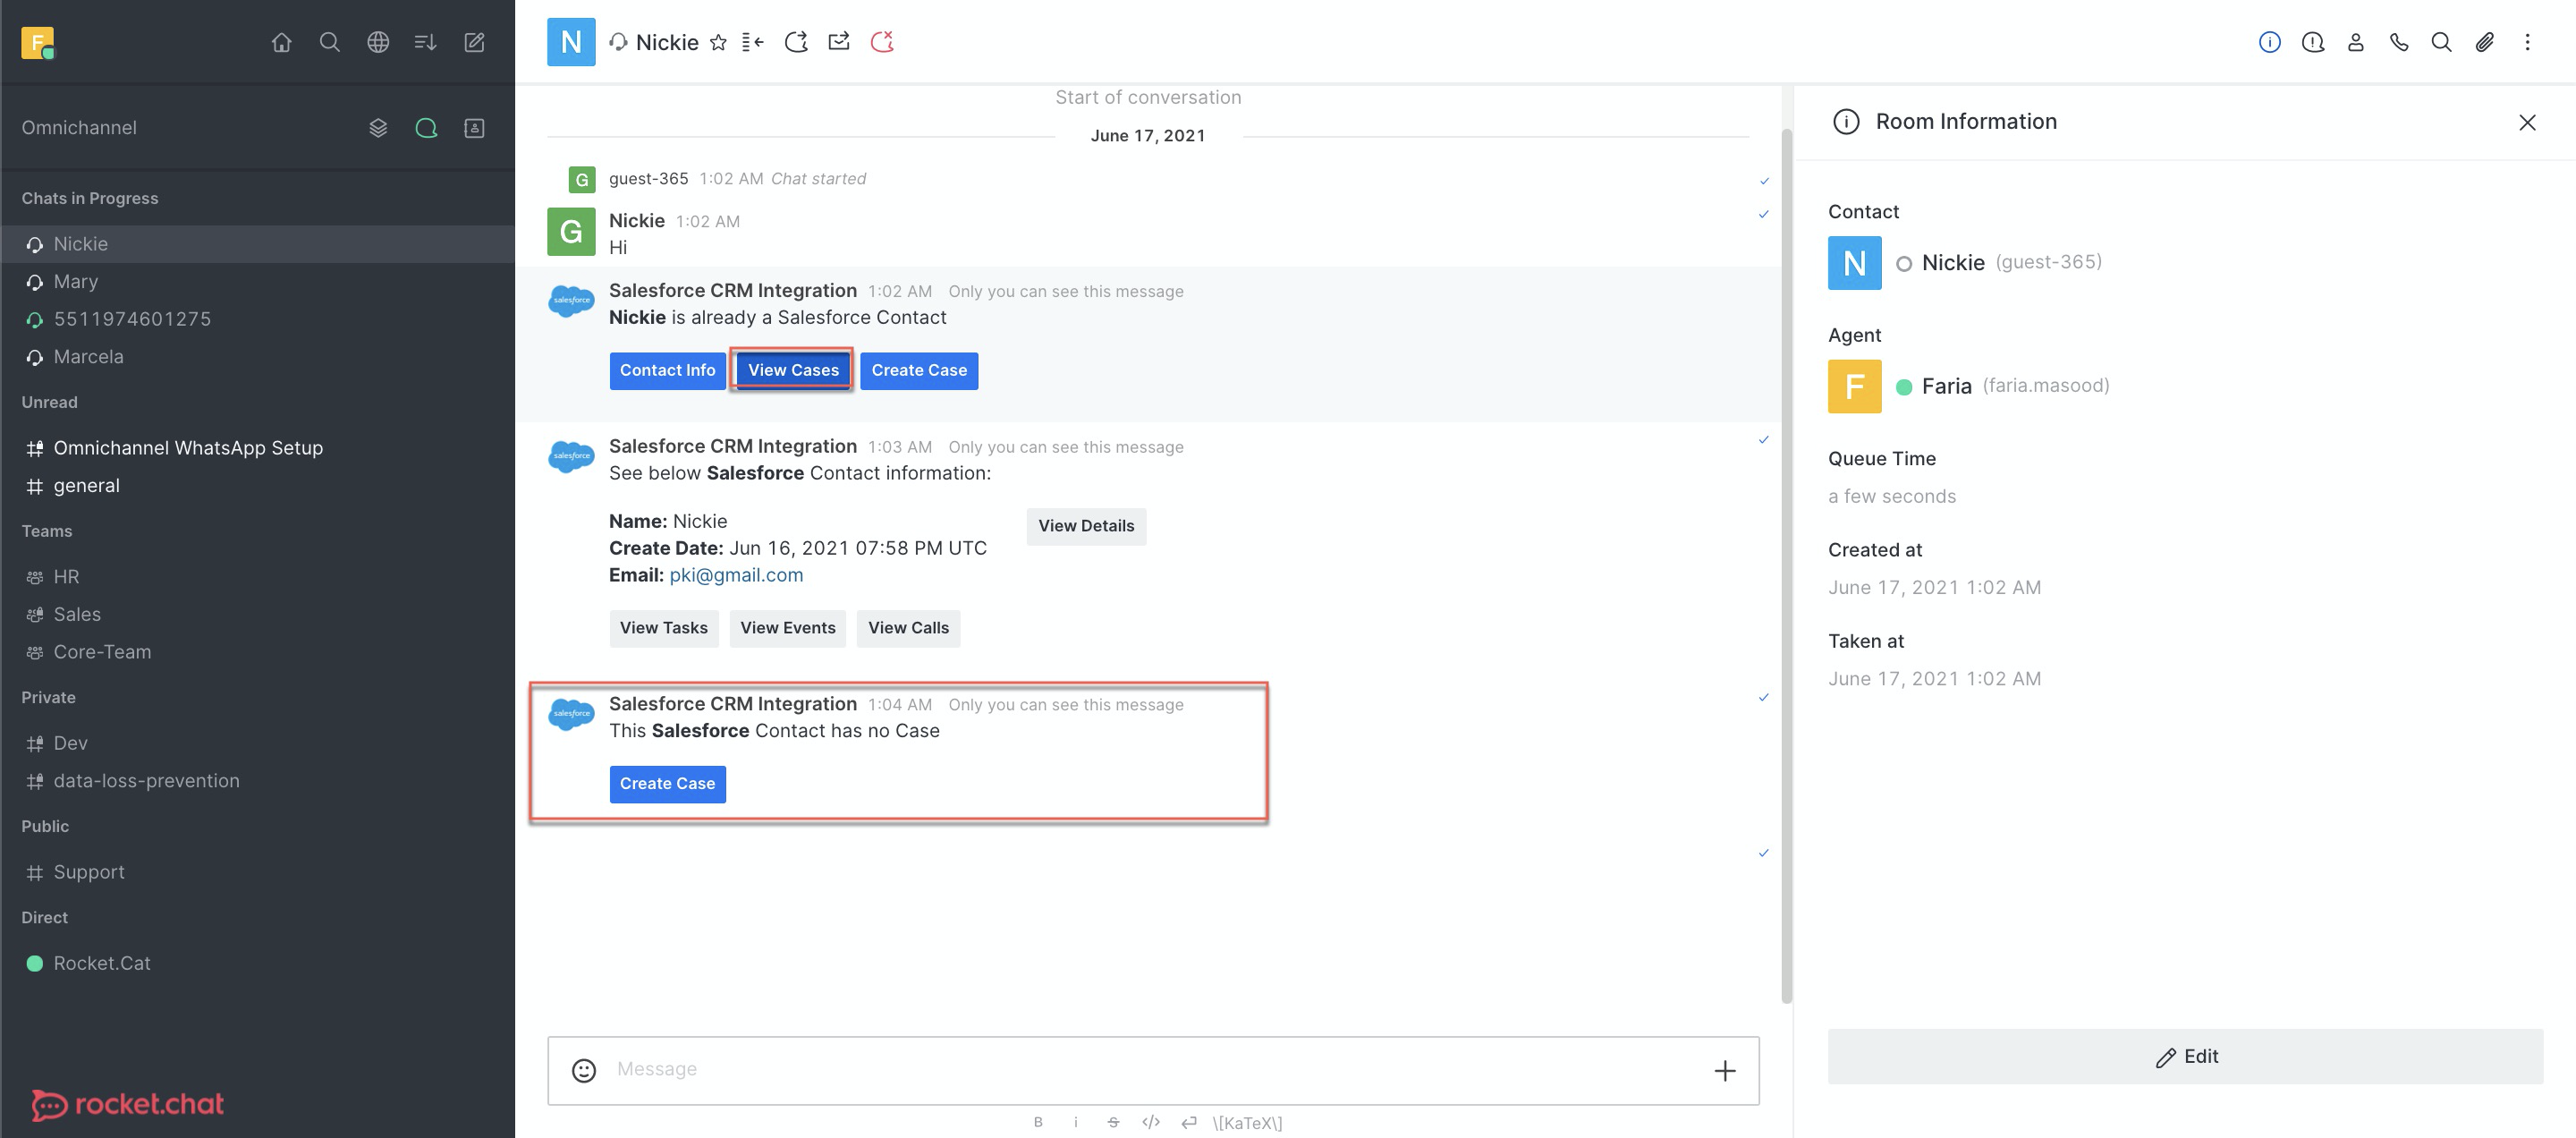 F
Omnichannel
Chats in Progress
Nickie
Mary
5511974601275
Marcela
Unread
Omnichannel WhatsApp Setup
general
Teams
HR
Sales
Core-Team
Private
Dev
data-loss-prevention
Public
Support
Direct
Rocket.Cat
rocket.chat
N Nickie
Start of conversation
June 17, 2021
G guest-365 1:02 AM Chat started
G Nickie 1:02 AM
Hi
salesforce Salesforce CRM Integration 1:02 AM Only you can see this message
Nickie is already a Salesforce Contact
Contact Info View Cases Create Case
salesforce Salesforce CRM Integration 1:03 AM Only you can see this message
See below Salesforce Contact information:
Name: Nickie View Details
Create Date: Jun 16, 2021 07:58 PM UTC
Email: pki@gmail.com
View Tasks View Events View Calls
salesforce Salesforce CRM Integration 1:04 AM Only you can see this message
This Salesforce Contact has no Case
Create Case
Message
B i S </> \[KaTeX\]
Room Information
Contact
N Nickie (guest-365)
Agent
F Faria (faria.masood)
Queue Time
a few seconds
Created at
June 17, 2021 1:02 AM
Taken at
June 17, 2021 1:02 AM
Edit